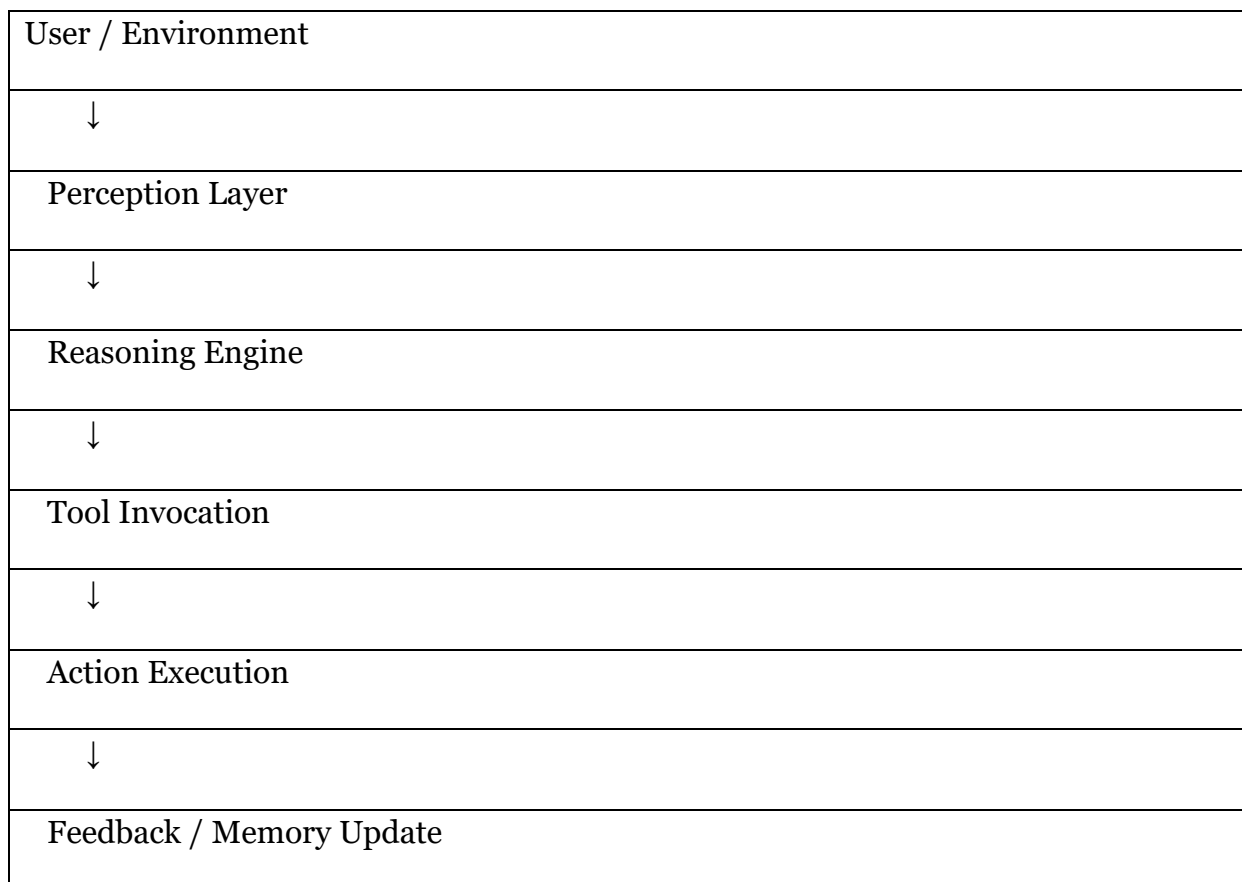 User / Environment
↓
Perception Layer
↓
Reasoning Engine
↓
Tool Invocation
↓
Action Execution
↓
Feedback / Memory Update